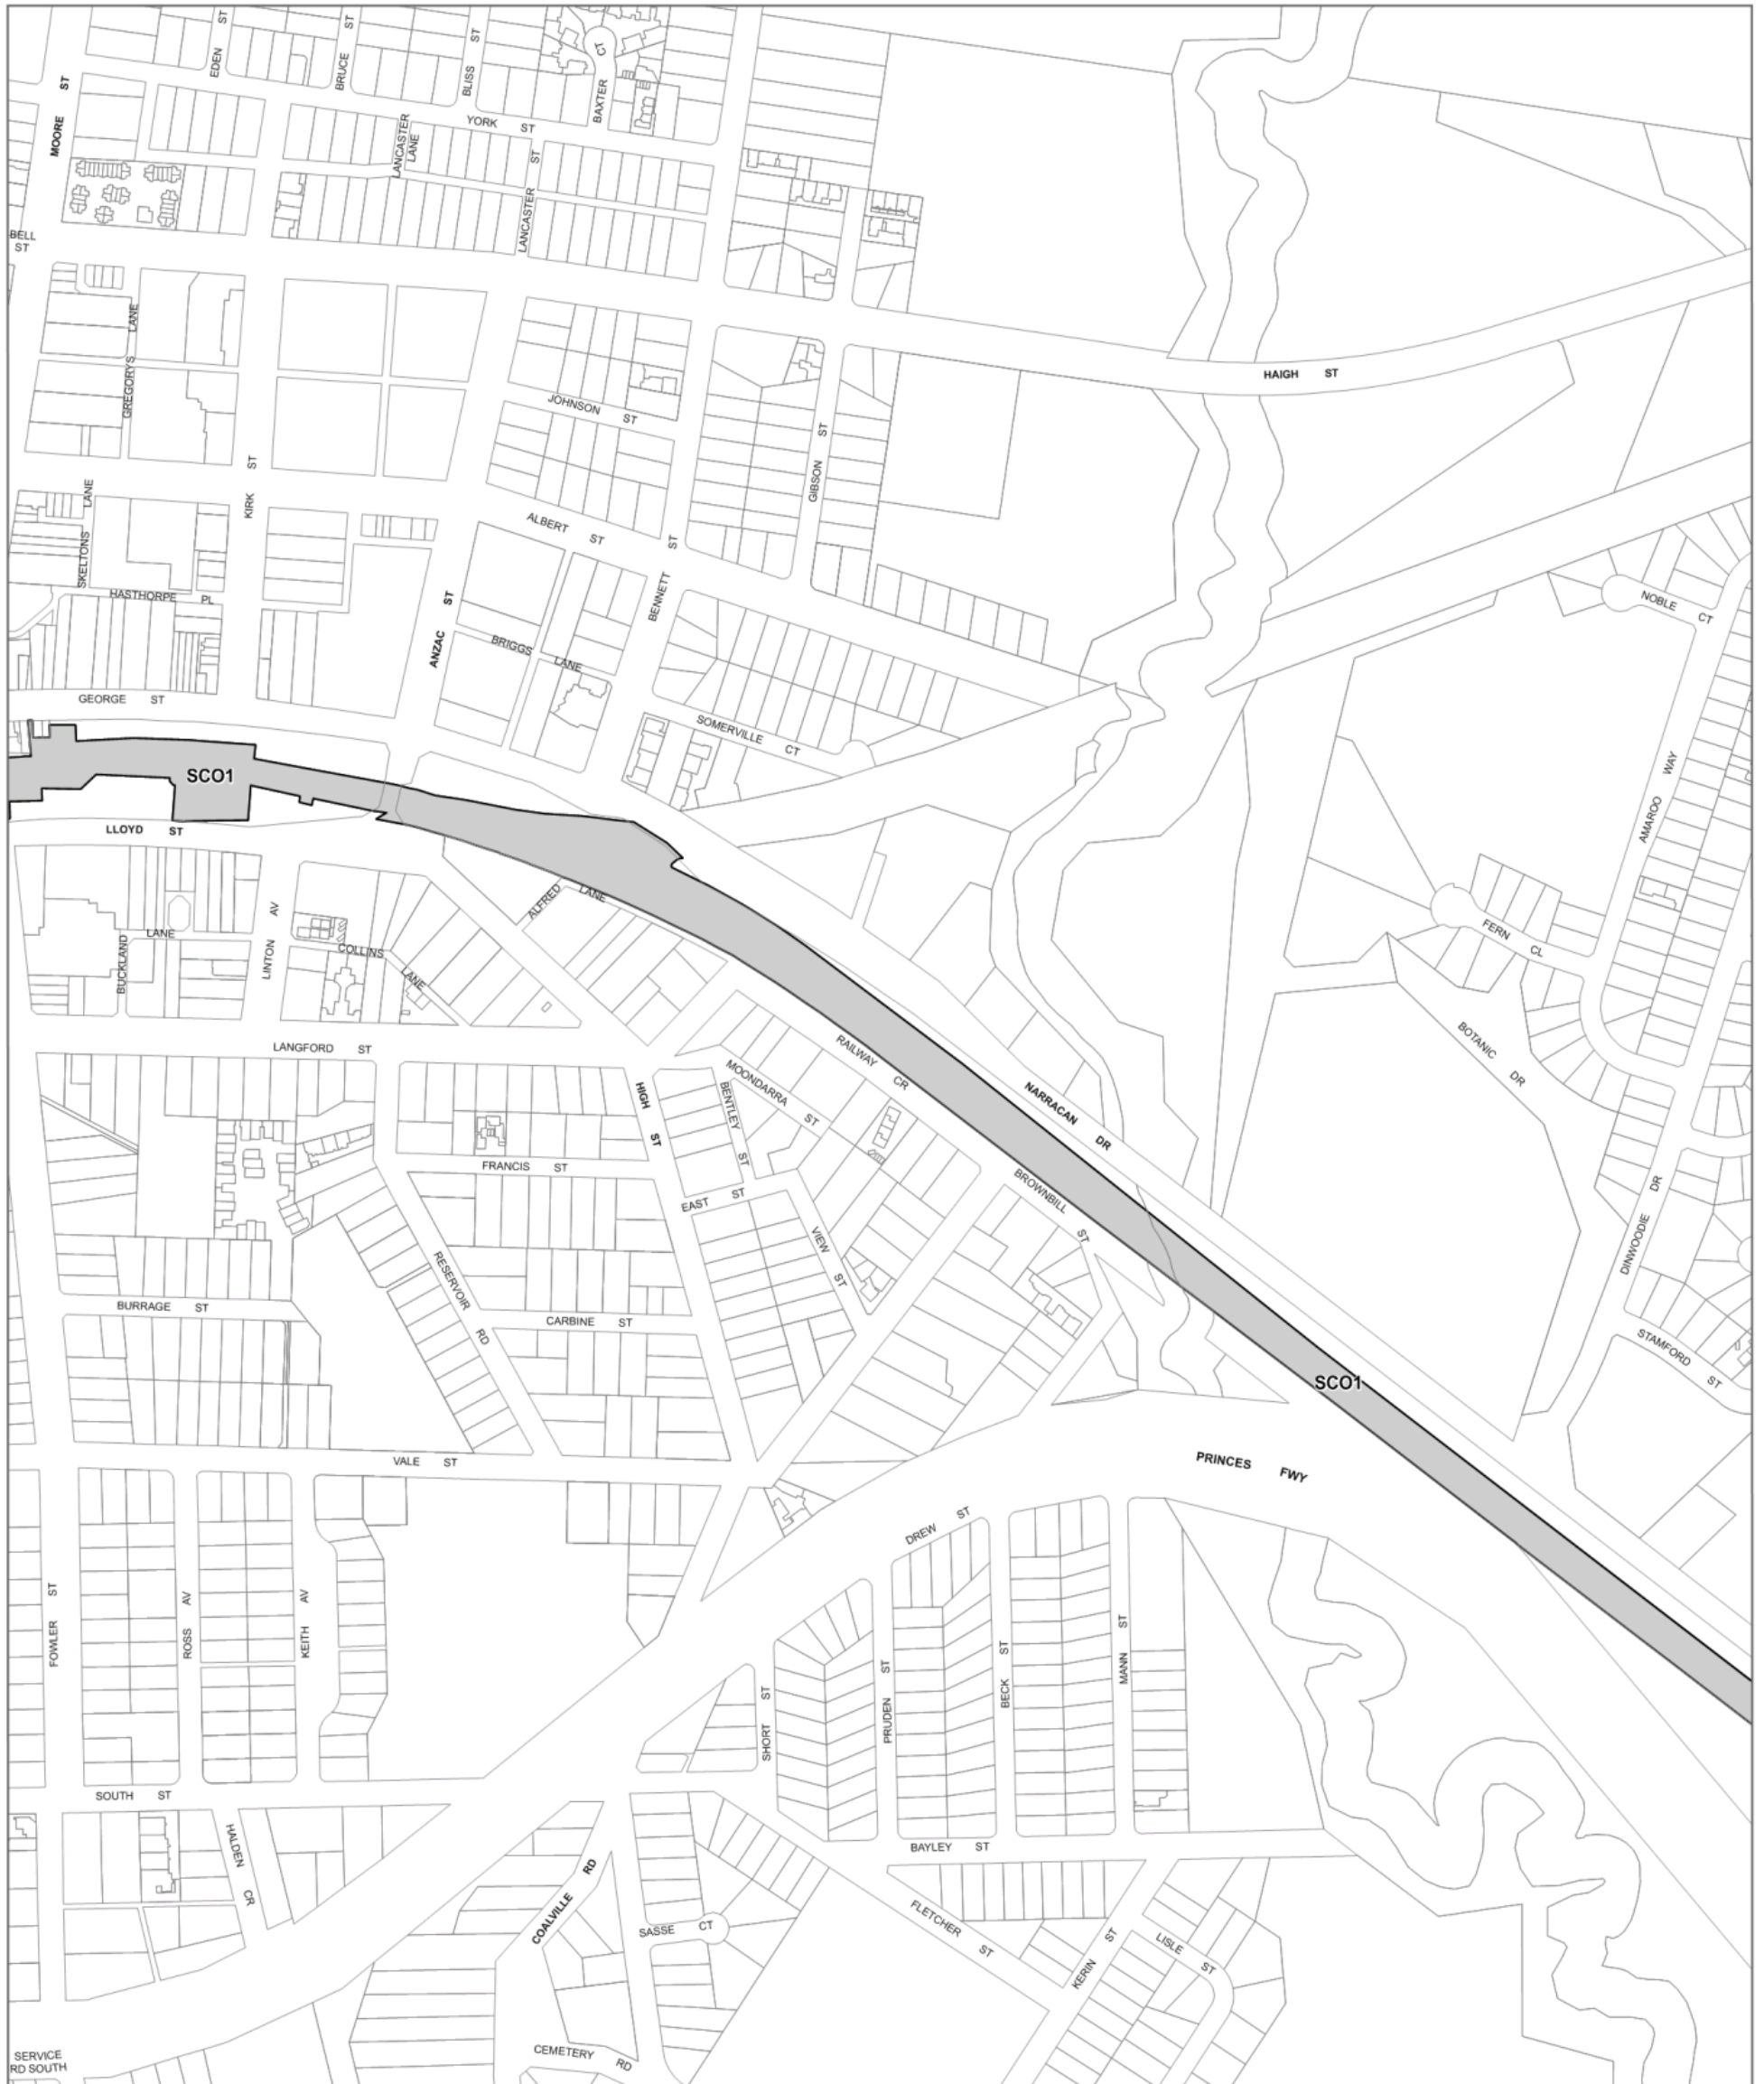 EDEN ST
BRUCE ST
BLISS ST
BAXTER CT
MOORE ST
YORK ST
LANCASTER LANE
LANCASTER ST
BELL
ST
GREGORYS LANE
HAIGH ST
JOHNSON ST
GIBSON ST
KIRK ST
SKELTONS LANE
ALBERT ST
BENNETT ST
HASTHORPE PL
ANZAC ST
BRIGGS LANE
NOBLE CT
GEORGE ST
SOMERVILLE CT
SCO1
AMAROO WAY
LLOYD ST
ALFRED LANE
LINTON AV
BUCKLAND LANE
COLLINS LANE
FERN CL
LANGFORD ST
RAILWAY CR
MOONDARRA ST
BOTANIC DR
HIGH ST
BENTLEY ST
NARRACAN DR
FRANCIS ST
EAST ST
BROWNBILL ST
VIEW ST
DINWOODIE DR
RESERVOIR RD
BURRAGE ST
CARBINE ST
STAMFORD ST
SCO1
VALE ST
PRINCES FWY
DREW ST
FOWLER ST
ROSS AV
KEITH AV
SHORT ST
PRUDEN ST
BECK ST
MANN ST
SOUTH ST
HALDEN CR
BAYLEY ST
COALVILLE RD
SASSE CT
FLETCHER ST
KERIN ST
LISLE ST
CEMETERY RD
SERVICE
RD SOUTH